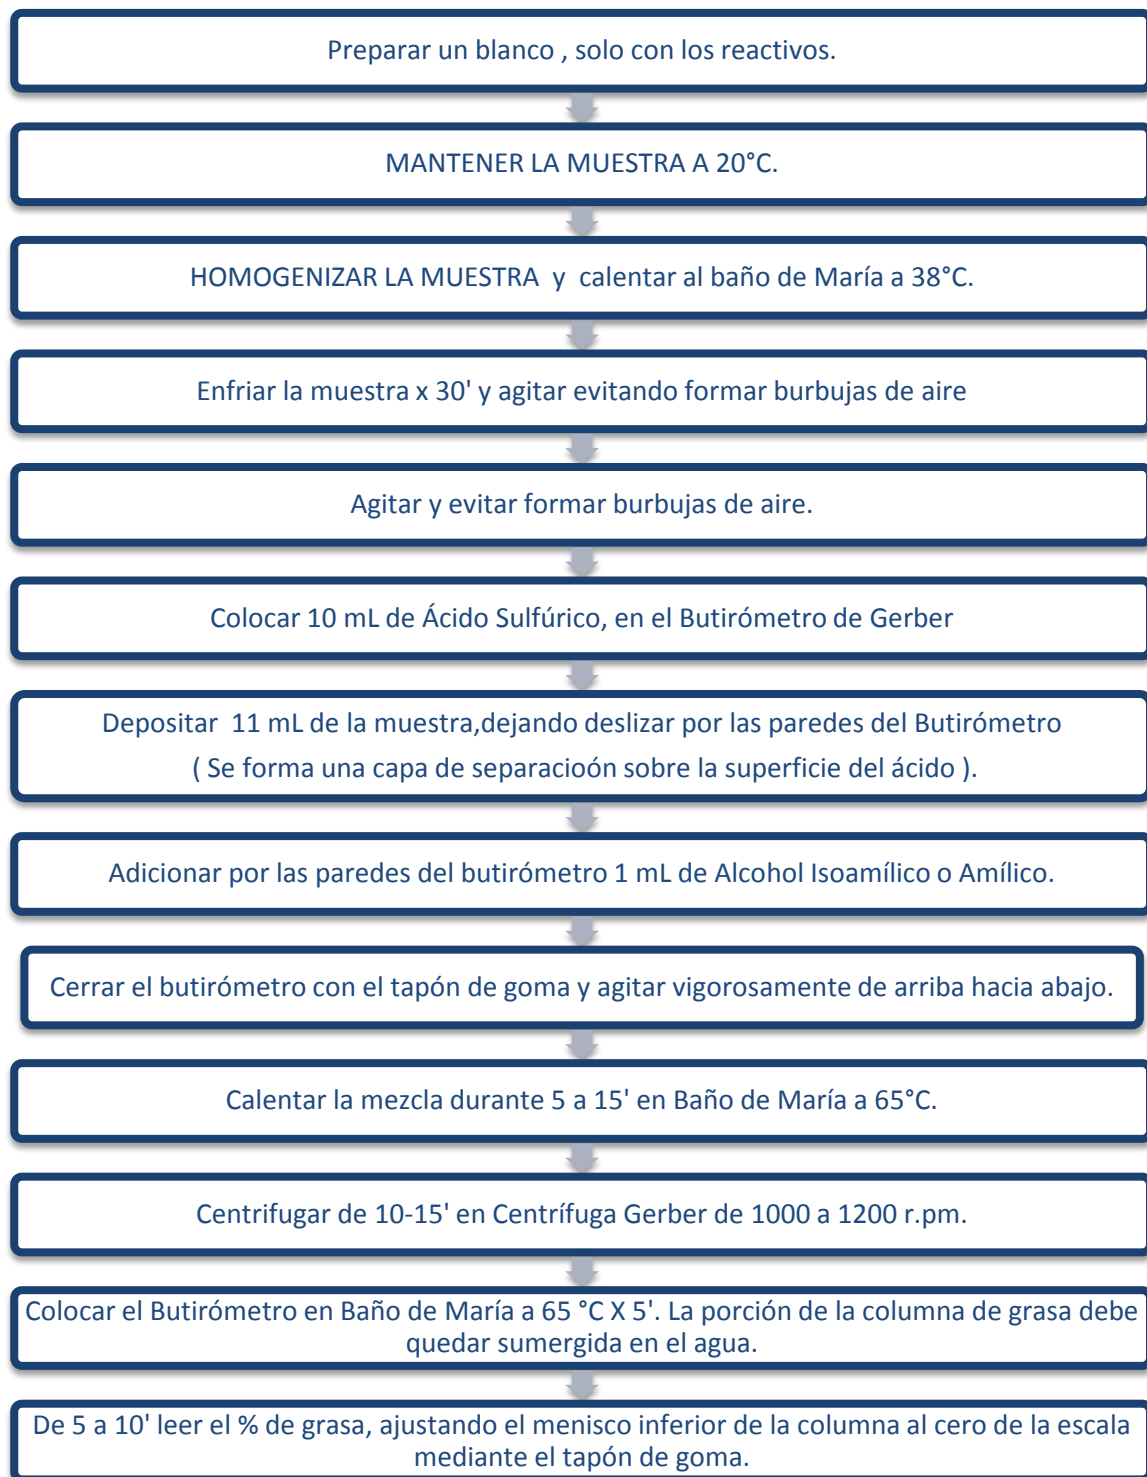 Preparar un blanco , solo con los reactivos.
MANTENER LA MUESTRA A 20°C.
HOMOGENIZAR LA MUESTRA y calentar al baño de María a 38°C.
Enfriar la muestra x 30' y agitar evitando formar burbujas de aire
Agitar y evitar formar burbujas de aire.
Colocar 10 mL de Ácido Sulfúrico, en el Butirómetro de Gerber
Depositar 11 mL de la muestra,dejando deslizar por las paredes del Butirómetro
( Se forma una capa de separacioón sobre la superficie del ácido ).
Adicionar por las paredes del butirómetro 1 mL de Alcohol Isoamílico o Amílico.
Cerrar el butirómetro con el tapón de goma y agitar vigorosamente de arriba hacia abajo.
Calentar la mezcla durante 5 a 15' en Baño de María a 65°C.
Centrifugar de 10-15' en Centrífuga Gerber de 1000 a 1200 r.pm.
Colocar el Butirómetro en Baño de María a 65 °C X 5'. La porción de la columna de grasa debe
quedar sumergida en el agua.
De 5 a 10' leer el % de grasa, ajustando el menisco inferior de la columna al cero de la escala
mediante el tapón de goma.